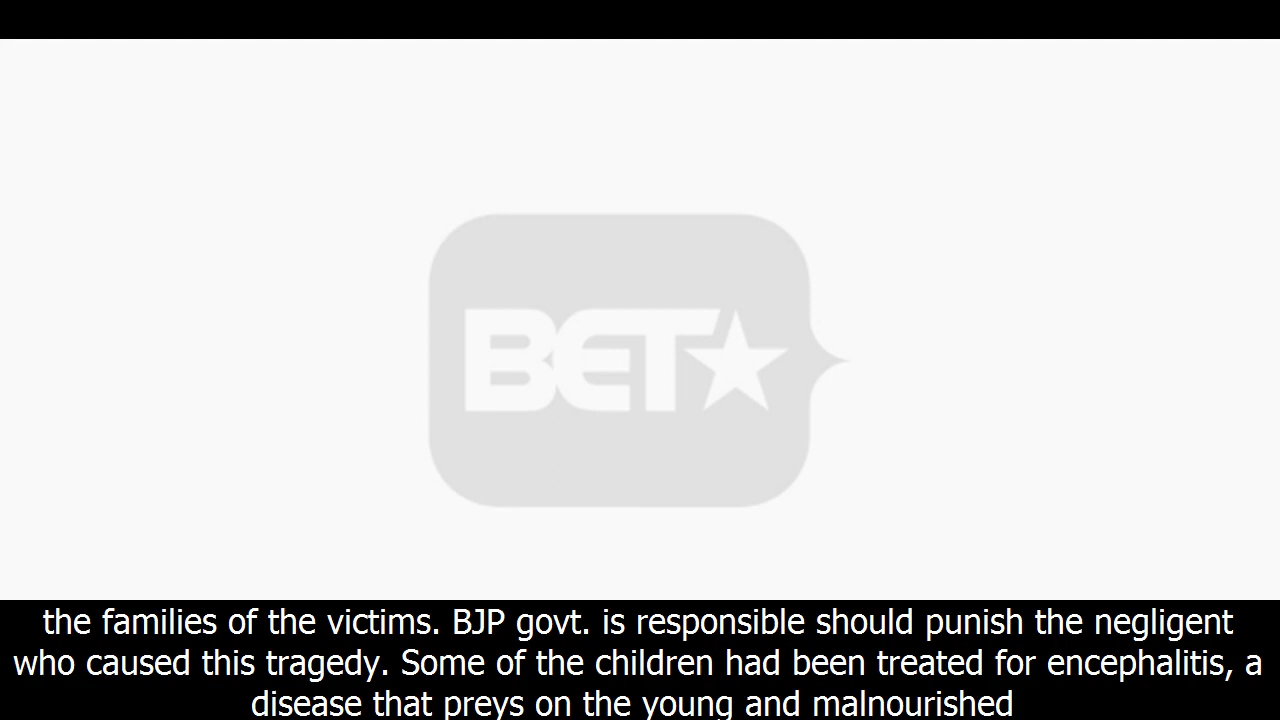 BET
the families of the victims. BJP govt. is responsible should punish the negligent
who caused this tragedy. Some of the children had been treated for encephalitis, a
disease that preys on the young and malnourished